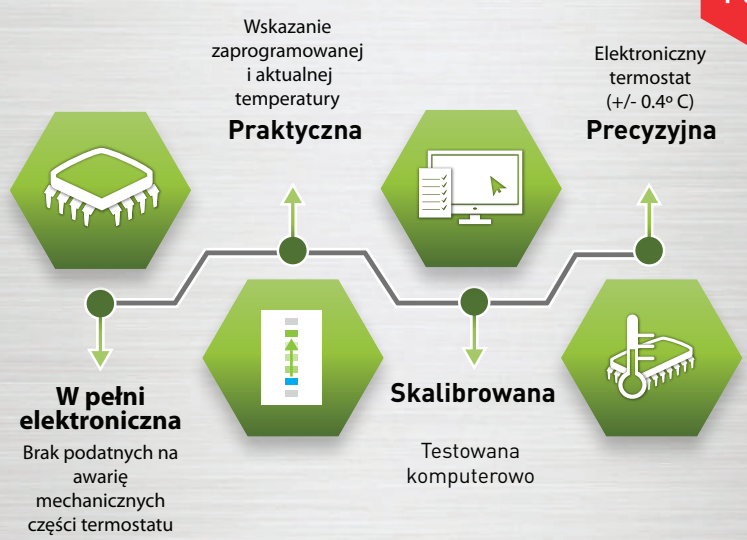 Wskazanie
zaprogramowanej
i aktualnej
temperatury
Praktyczna
Elektroniczny
termostat
(+/- 0.4º C)
Precyzyjna
W pełni
elektroniczna
Brak podatnych na
awarię
mechanicznych
części termostatu
Skalibrowana
Testowana
komputerowo